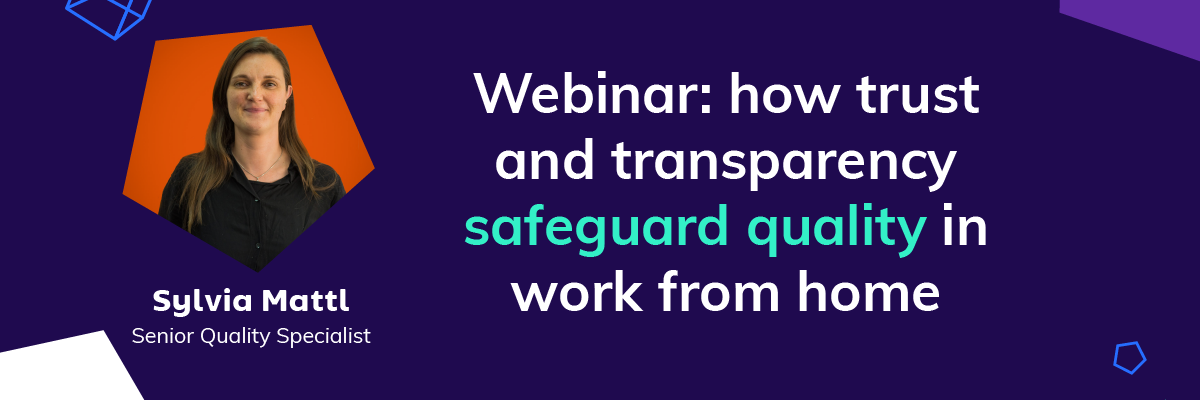 Webinar: how trust
and transparency
safeguard quality in
work from home
Sylvia Mattl
Senior Quality Specialist